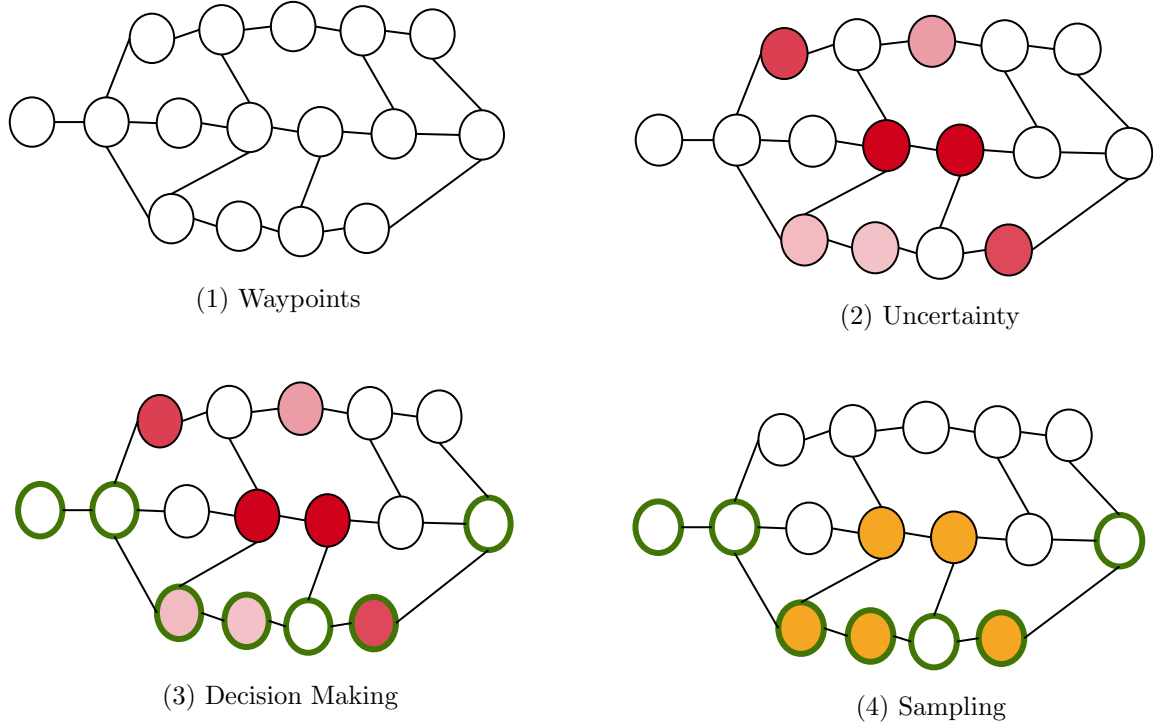 (1) Waypoints
(2) Uncertainty
(3) Decision Making
(4) Sampling